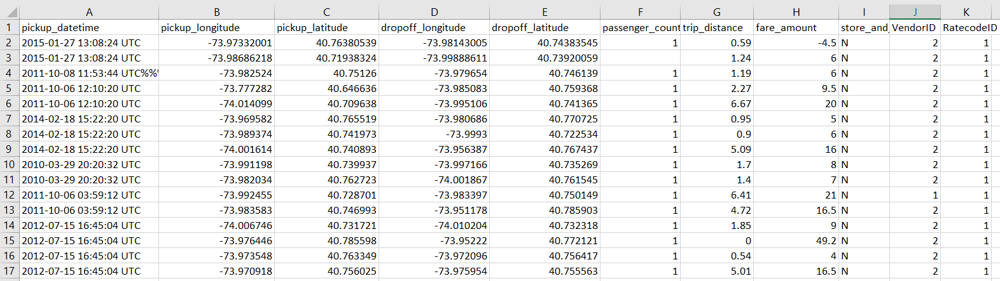 A B C D E F G H I J K
1 pickup_datetime pickup_longitude pickup_latitude dropoff_longitude dropoff_latitude passenger_count trip_distance fare_amount store_and_ VendorID RatecodeID
2 2015-01-27 13:08:24 UTC -73.97332001 40.76380539 -73.98143005 40.74383545 1 0.59 -4.5 N 2 1
3 2015-01-27 13:08:24 UTC -73.98686218 40.71938324 -73.99888611 40.73920059 1.24 6 N 2 1
4 2011-10-08 11:53:44 UTC%%' -73.982524 40.75126 -73.979654 40.746139 1 1.19 6 N 2 1
5 2011-10-06 12:10:20 UTC -73.777282 40.646636 -73.985083 40.759368 1 2.27 9.5 N 2 1
6 2011-10-06 12:10:20 UTC -74.014099 40.709638 -73.995106 40.741365 1 6.67 20 N 2 1
7 2014-02-18 15:22:20 UTC -73.969582 40.765519 -73.980686 40.770725 1 0.95 5 N 2 1
8 2014-02-18 15:22:20 UTC -73.989374 40.741973 -73.9993 40.722534 1 0.9 6 N 2 1
9 2014-02-18 15:22:20 UTC -74.001614 40.740893 -73.956387 40.767437 1 5.09 16 N 2 1
10 2010-03-29 20:20:32 UTC -73.991198 40.739937 -73.997166 40.735269 1 1.7 8 N 2 1
11 2010-03-29 20:20:32 UTC -73.982034 40.762723 -74.001867 40.761545 1 1.4 7 N 2 1
12 2011-10-06 03:59:12 UTC -73.992455 40.728701 -73.983397 40.750149 1 6.41 21 N 1 1
13 2011-10-06 03:59:12 UTC -73.983583 40.746993 -73.951178 40.785903 1 4.72 16.5 N 2 1
14 2012-07-15 16:45:04 UTC -74.006746 40.731721 -74.010204 40.732318 1 1.85 9 N 2 1
15 2012-07-15 16:45:04 UTC -73.976446 40.785598 -73.95222 40.772121 1 0 49.2 N 2 1
16 2012-07-15 16:45:04 UTC -73.973548 40.763349 -73.972096 40.756417 1 0.54 4 N 2 1
17 2012-07-15 16:45:04 UTC -73.970918 40.756025 -73.975954 40.755563 1 5.01 16.5 N 2 1